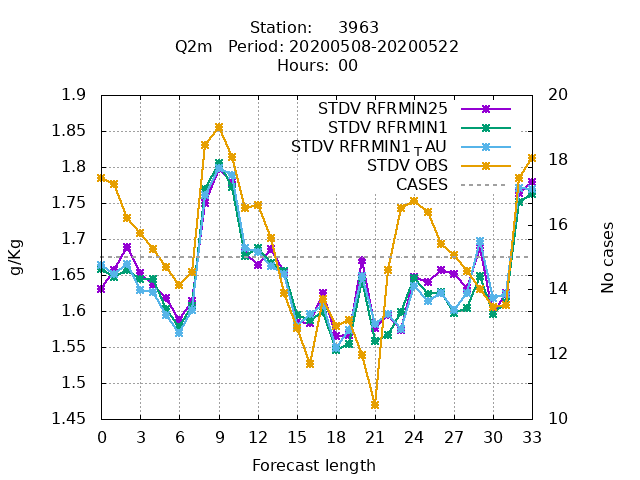 Station: 3963
Q2m Period: 20200508-20200522
Hours: 00
STDV RFRMIN25
STDV RFRMIN1
STDV RFRMIN1TAU
STDV OBS
CASES
g/Kg
1.9
1.85
1.8
1.75
1.7
1.65
1.6
1.55
1.5
1.45
20
18
16
14
12
10
No cases
0 3 6 9 12 15 18 21 24 27 30 33
Forecast length